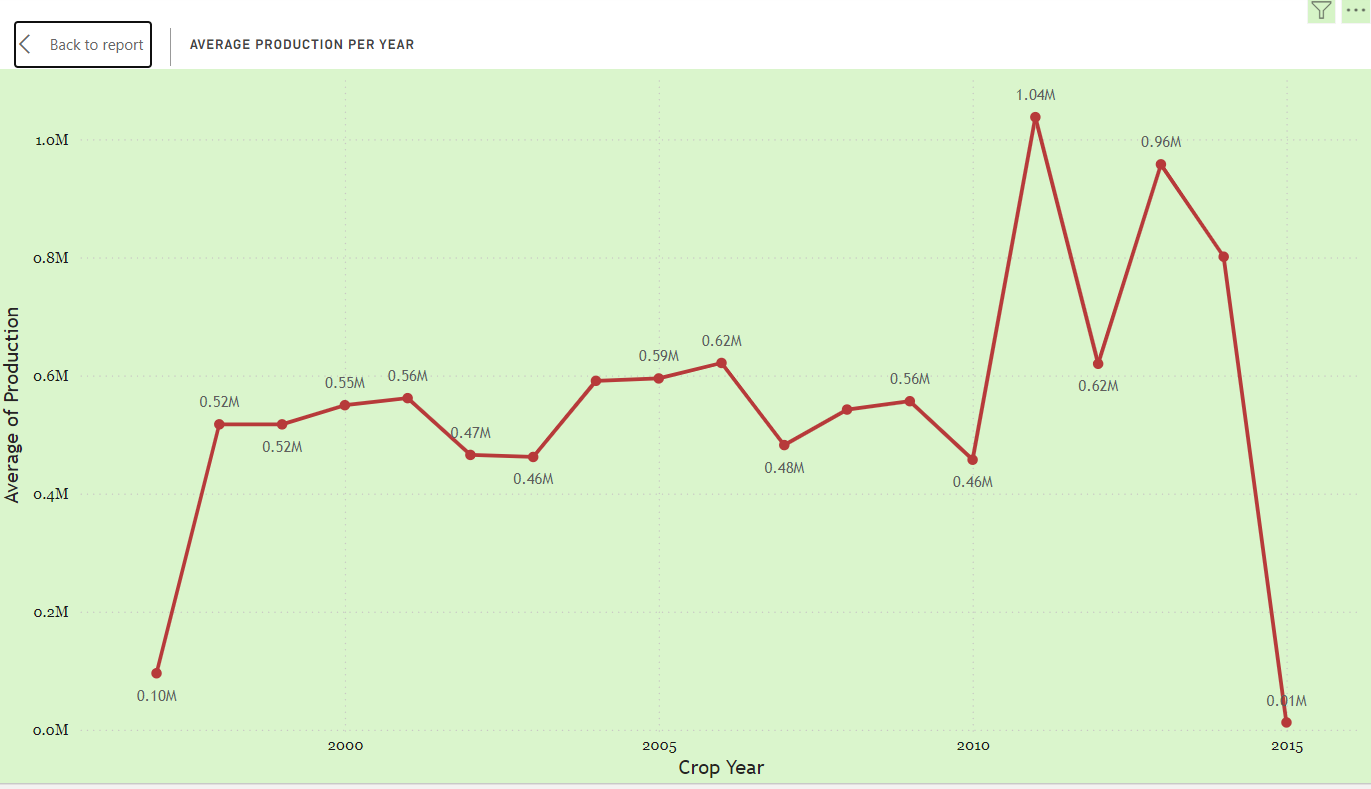 Back to report
AVERAGE PRODUCTION PER YEAR
1.04M
1.0M
0.96M
0.8M
0.62M
0.59M
0.6M
0.55M
0.56M
0.56M
0.62M
0.52M
0.47M
0.52M
0.48M
0.46M
0.46M
0.4M
0.2M
0.10M
0.01M
0.0M
2000
2005
2010
2015
Average of Production
Crop Year